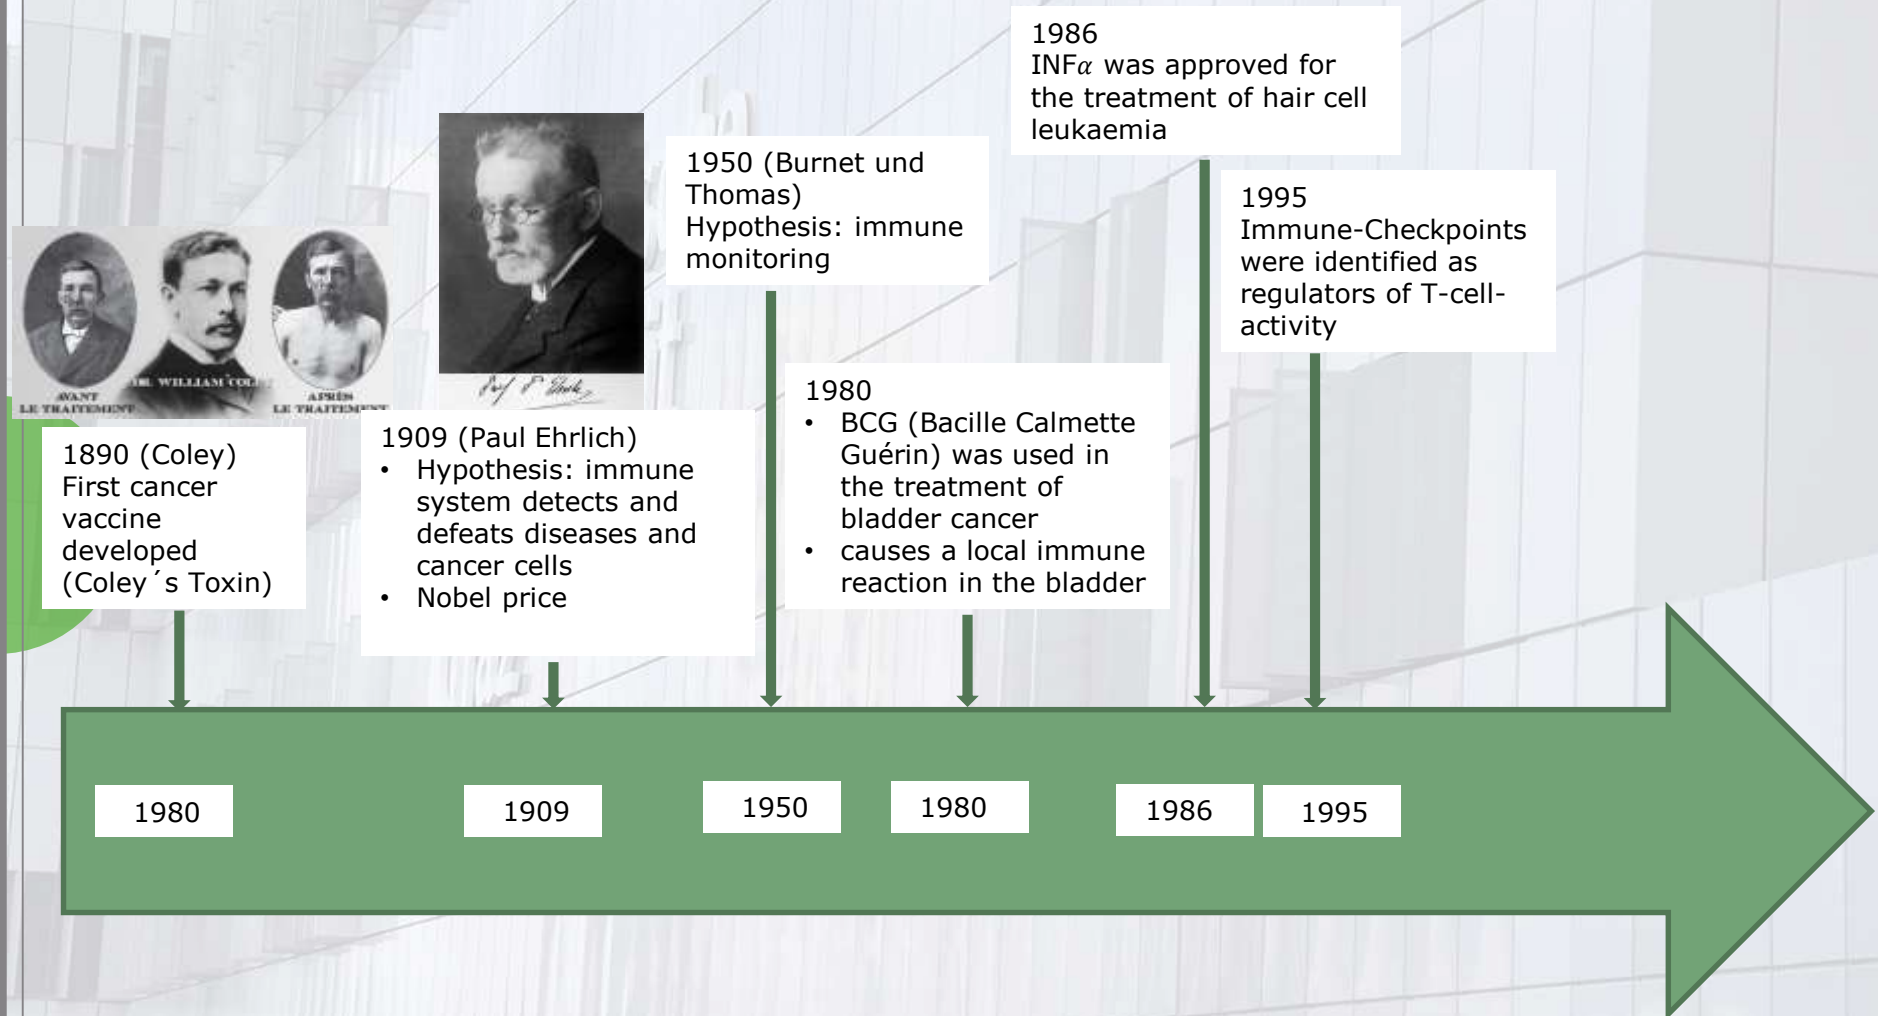 AVANT
LE TRAITEMENT
DR. WILLIAM COLEY
APRÈS
LE TRAITEMENT
1890 (Coley)
First cancer
vaccine
developed
(Coley´s Toxin)
1909 (Paul Ehrlich)
• Hypothesis: immune
system detects and
defeats diseases and
cancer cells
• Nobel price
1950 (Burnet und
Thomas)
Hypothesis: immune
monitoring
1980
• BCG (Bacille Calmette
Guérin) was used in
the treatment of
bladder cancer
• causes a local immune
reaction in the bladder
1986
INFα was approved for
the treatment of hair cell
leukaemia
1995
Immune-Checkpoints
were identified as
regulators of T-cell-
activity
1980
1909
1950
1980
1986
1995